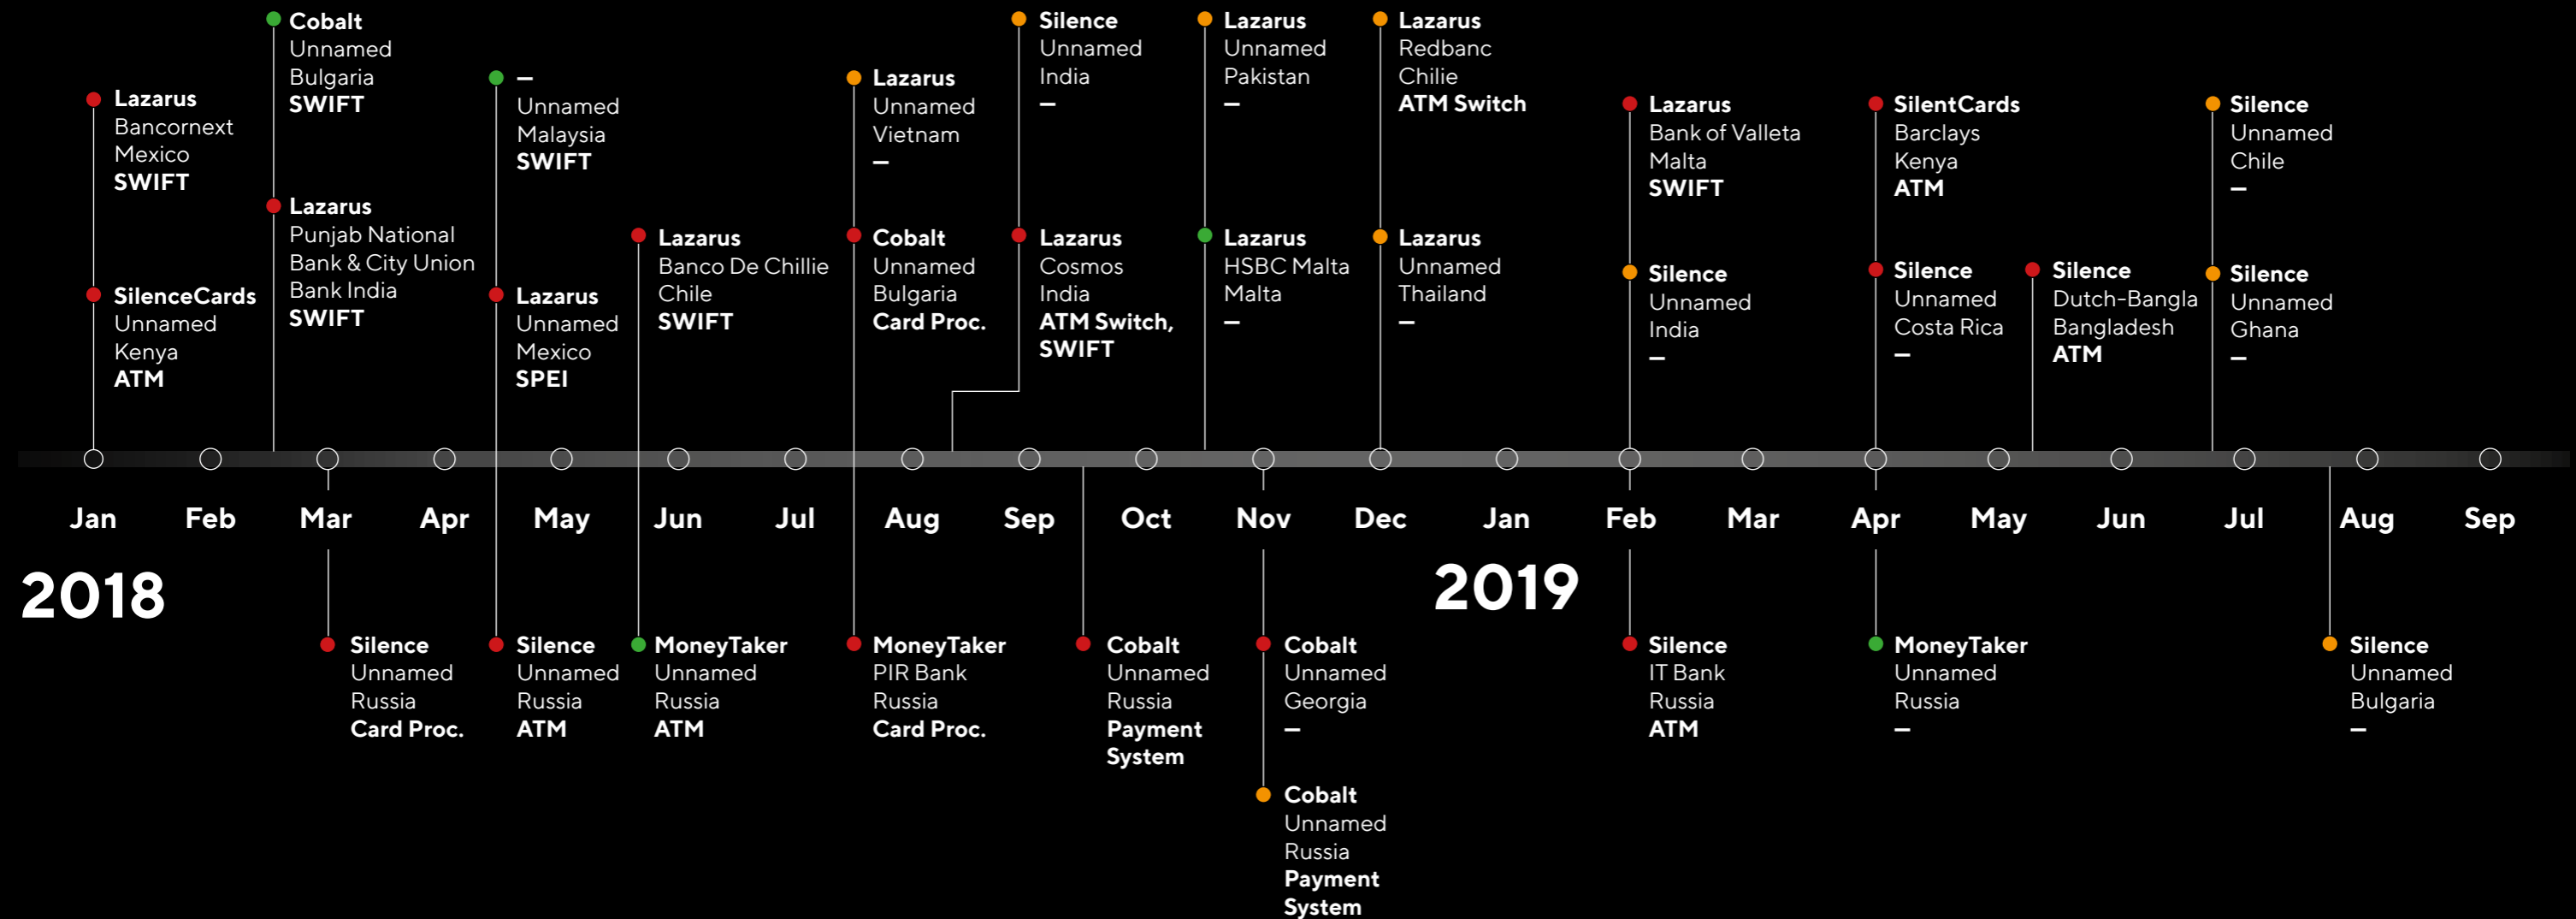 Lazarus
Bancornext
Mexico
SWIFT
SilenceCards
Unnamed
Kenya
ATM
Cobalt
Unnamed
Bulgaria
SWIFT
Lazarus
Punjab National
Bank & City Union
Bank India
SWIFT
–
Unnamed
Malaysia
SWIFT
Lazarus
Unnamed
Mexico
SPEI
Lazarus
Banco De Chillie
Chile
SWIFT
Lazarus
Unnamed
Vietnam
–
Cobalt
Unnamed
Bulgaria
Card Proc.
Silence
Unnamed
India
–
Lazarus
Cosmos
India
ATM Switch,
SWIFT
Lazarus
Unnamed
Pakistan
–
Lazarus
HSBC Malta
Malta
–
Lazarus
Redbanc
Chilie
ATM Switch
Lazarus
Unnamed
Thailand
–
Lazarus
Bank of Valleta
Malta
SWIFT
Silence
Unnamed
India
–
SilentCards
Barclays
Kenya
ATM
Silence
Unnamed
Costa Rica
–
Silence
Dutch-Bangla
Bangladesh
ATM
Silence
Unnamed
Chile
–
Silence
Unnamed
Ghana
–
Jan Feb Mar Apr May Jun Jul Aug Sep Oct Nov Dec Jan Feb Mar Apr May Jun Jul Aug Sep
2018 2019
Silence
Unnamed
Russia
Card Proc.
Silence
Unnamed
Russia
ATM
MoneyTaker
Unnamed
Russia
ATM
MoneyTaker
PIR Bank
Russia
Card Proc.
Cobalt
Unnamed
Russia
Payment
System
Cobalt
Unnamed
Georgia
–
Cobalt
Unnamed
Russia
Payment
System
Silence
IT Bank
Russia
ATM
MoneyTaker
Unnamed
Russia
–
Silence
Unnamed
Bulgaria
–